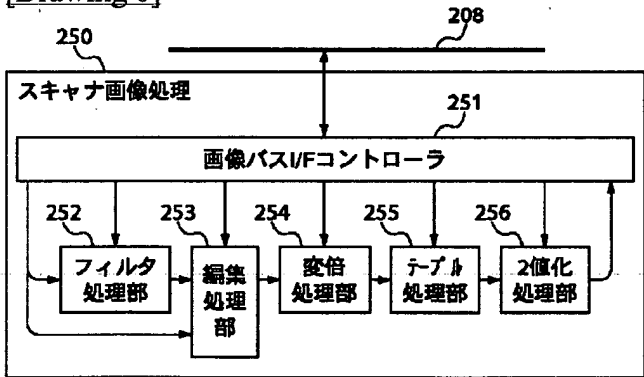 208
250
スキャナ画像処理
251
画像バスI/Fコントローラ
252
253
254
255
256
フィルタ
処理部
編集
処理
部
変倍
処理部
テーブル
処理部
2値化
処理部